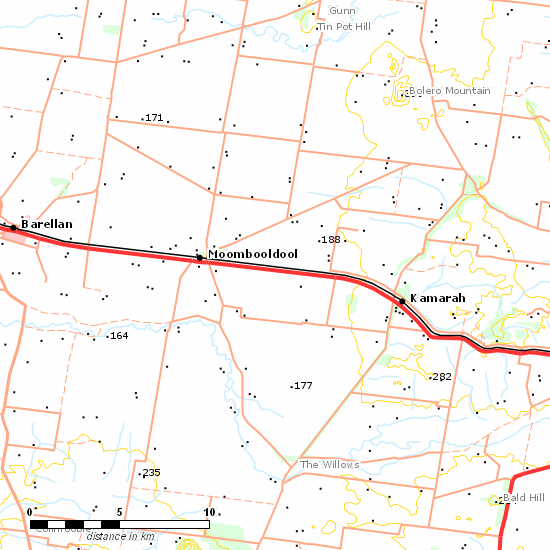 Gunn
Tin Pot Hill
Bolero Mountain
171
188
Barellan
Moombooldool
Kamarah
164
282
177
The Willows
235
Bald Hill
0 5 10
distance in km